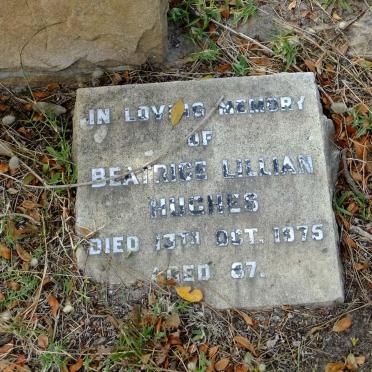 IN LOVING MEMORY
OF
BEATRICE LILLIAN
HUGHES
DIED 13TH OCT. 1975
AGED 87.